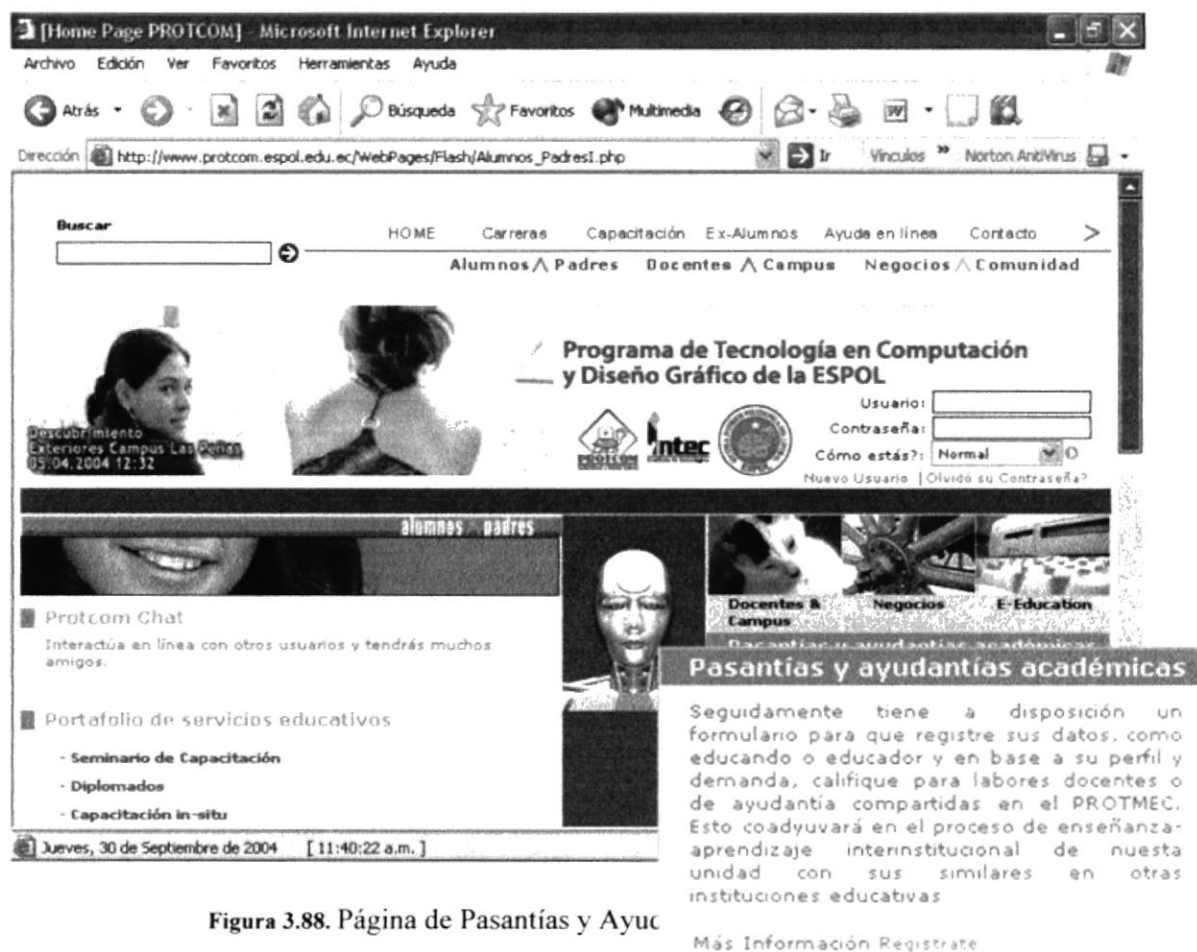 [Home Page PROTCOM] - Microsoft Internet Explorer
Archivo Edición Ver Favoritos Herramientas Ayuda
Atrás Búsqueda Favoritos Multimedia
Dirección http://www.protcom.espol.edu.ec/WebPages/Flash/Alumnos_PadresI.php Ir Vínculos » Norton AntiVirus
Buscar
HOME Carreras Capacitación Ex-Alumnos Ayuda en línea Contacto >
Alumnos Padres Docentes Campus Negocios Comunidad
Programa de Tecnología en Computación
y Diseño Gráfico de la ESPOL
Usuario:
Contraseña:
Cómo estás?: Normal
Nuevo Usuario | Olvidó su Contraseña?
PROTCOM intec ESPOL
Descubrimiento
Exteriores Campus Las Peñas
05.04.2004 12:32
alumnos padres
Docentes & Campus
Negocios
E-Education
Pasantías y ayudantías académicas
Protcom Chat
Interactúa en línea con otros usuarios y tendrás muchos
amigos.
Portafolio de servicios educativos
- Seminario de Capacitación
- Diplomados
- Capacitación in-situ
Jueves, 30 de Septiembre de 2004 [ 11:40:22 a.m. ]
Pasantías y ayudantías académicas
Seguidamente tiene a disposición un
formulario para que registre sus datos, como
educando o educador y en base a su perfil y
demanda, califique para labores docentes o
de ayudantía compartidas en el PROTMEC.
Esto coadyuvará en el proceso de enseñanza-
aprendizaje interinstitucional de nuesta
unidad con sus similares en otras
instituciones educativas
Más Información Registrate
Figura 3.88. Página de Pasantías y Ayud